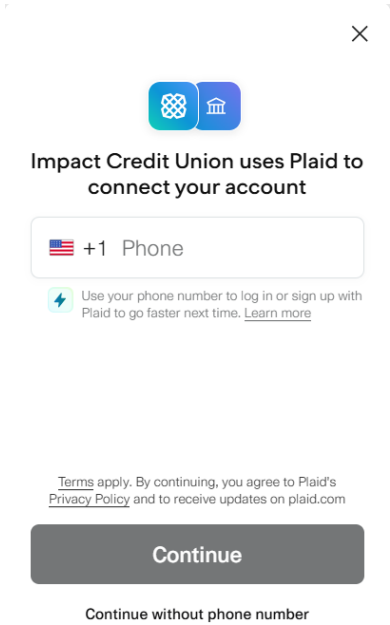 Impact Credit Union uses Plaid to
connect your account
+1 Phone
Use your phone number to log in or sign up with
Plaid to go faster next time. Learn more
Terms apply. By continuing, you agree to Plaid's
Privacy Policy and to receive updates on plaid.com
Continue
Continue without phone number